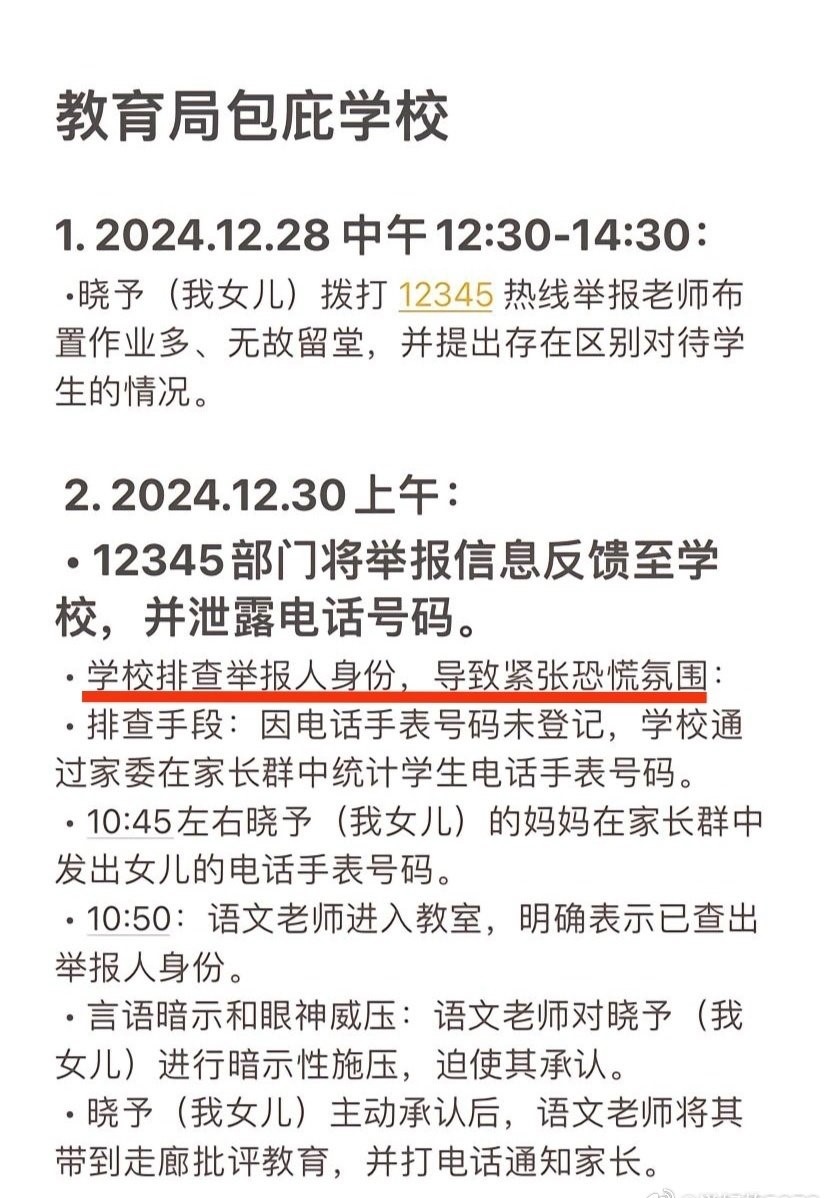 教育局包庇学校
1. 2024.12.28 中午 12:30-14:30：
•晓予（我女儿）拨打 12345 热线举报老师布
置作业多、无故留堂，并提出存在区别对待学
生的情况。
2. 2024.12.30 上午：
• 12345部门将举报信息反馈至学
校，并泄露电话号码。
• 学校排查举报人身份，导致紧张恐慌氛围：
• 排查手段：因电话手表号码未登记，学校通
过家委在家长群中统计学生电话手表号码。
• 10:45左右晓予（我女儿）的妈妈在家长群中
发出女儿的电话手表号码。
• 10:50：语文老师进入教室，明确表示已查出
举报人身份。
• 言语暗示和眼神威压：语文老师对晓予（我
女儿）进行暗示性施压，迫使其承认。
• 晓予（我女儿）主动承认后，语文老师将其
带到走廊批评教育，并打电话通知家长。